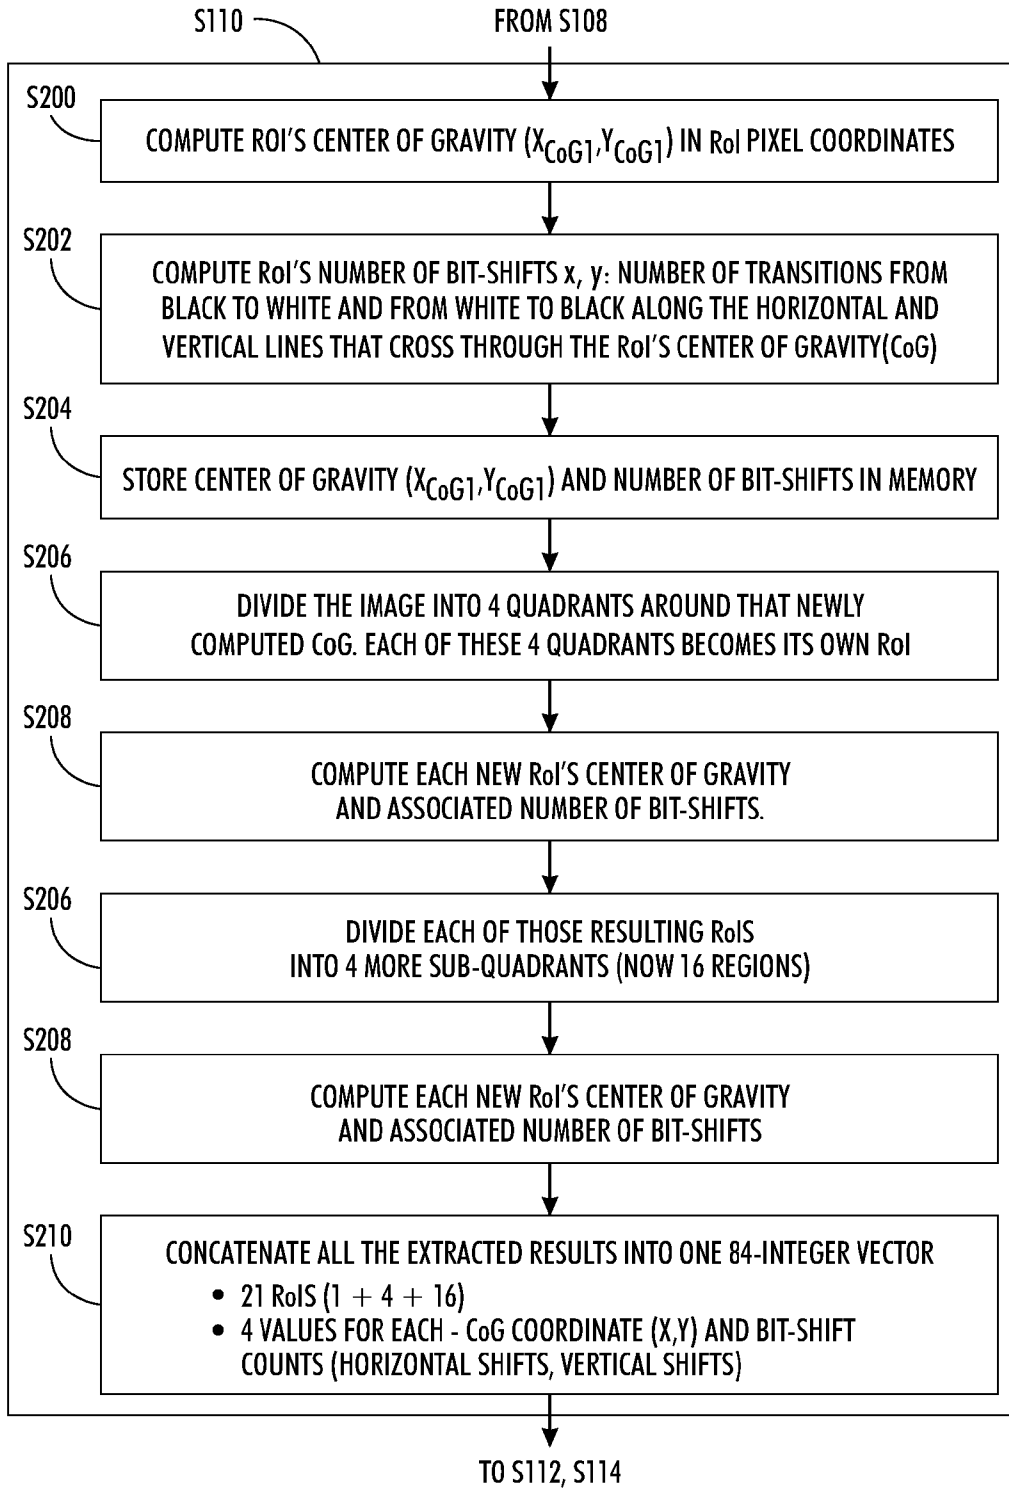 S110
FROM S108
S200
COMPUTE ROI'S CENTER OF GRAVITY (XCoG1,YCoG1) IN RoI PIXEL COORDINATES
S202
COMPUTE RoI'S NUMBER OF BIT-SHIFTS x, y: NUMBER OF TRANSITIONS FROM
BLACK TO WHITE AND FROM WHITE TO BLACK ALONG THE HORIZONTAL AND
VERTICAL LINES THAT CROSS THROUGH THE RoI'S CENTER OF GRAVITY(CoG)
S204
STORE CENTER OF GRAVITY (XCoG1,YCoG1) AND NUMBER OF BIT-SHIFTS IN MEMORY
S206
DIVIDE THE IMAGE INTO 4 QUADRANTS AROUND THAT NEWLY
COMPUTED CoG. EACH OF THESE 4 QUADRANTS BECOMES ITS OWN RoI
S208
COMPUTE EACH NEW RoI'S CENTER OF GRAVITY
AND ASSOCIATED NUMBER OF BIT-SHIFTS.
S206
DIVIDE EACH OF THOSE RESULTING RoIS
INTO 4 MORE SUB-QUADRANTS (NOW 16 REGIONS)
S208
COMPUTE EACH NEW RoI'S CENTER OF GRAVITY
AND ASSOCIATED NUMBER OF BIT-SHIFTS
S210
CONCATENATE ALL THE EXTRACTED RESULTS INTO ONE 84-INTEGER VECTOR
• 21 RoIS (1 + 4 + 16)
• 4 VALUES FOR EACH - CoG COORDINATE (X,Y) AND BIT-SHIFT
COUNTS (HORIZONTAL SHIFTS, VERTICAL SHIFTS)
TO S112, S114